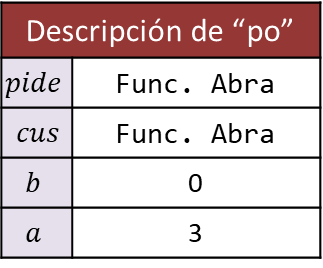 Descripción de “po”
pide Func. Abra
cus Func. Abra
b 0
a 3